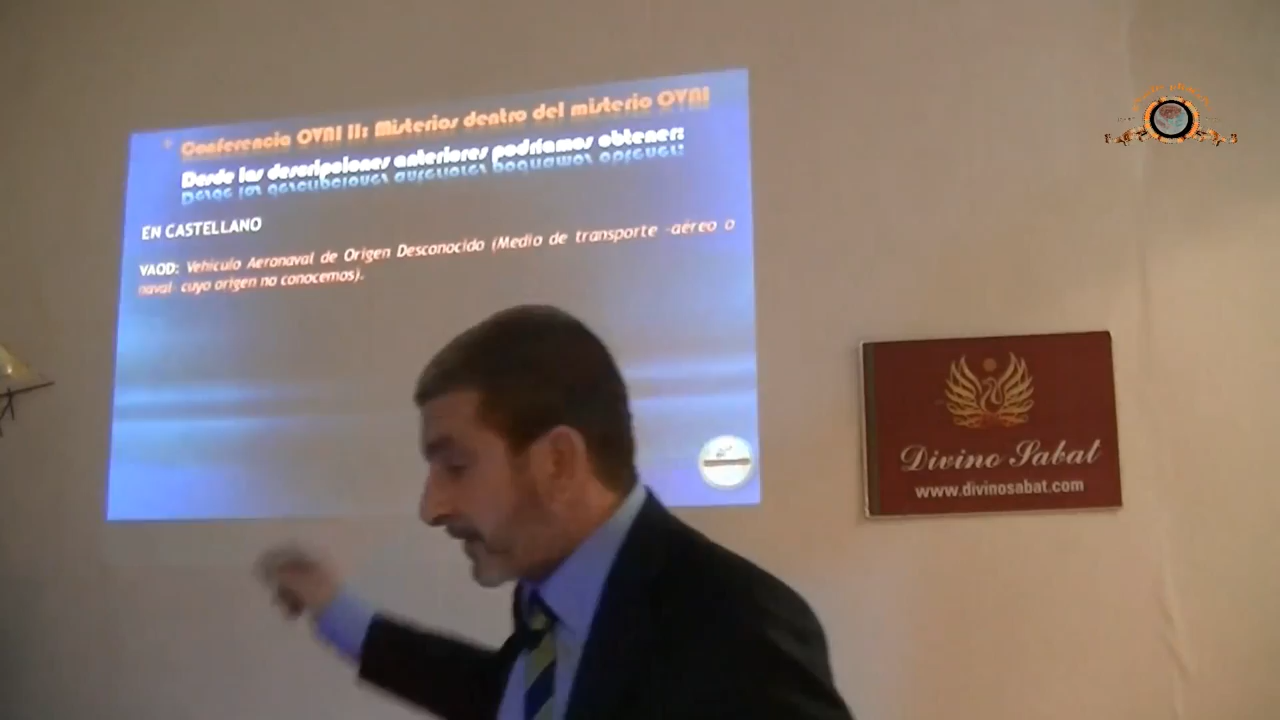 Conferencia OVNI II: Misterios dentro del misterio OVNI
Desde las descripciones anteriores podríamos obtener:
EN CASTELLANO
VAOD: Vehículo Aeronaval de Origen Desconocido (Medio de transporte -aéreo o
naval- cuyo origen no conocemos).
Divino Sabat
www.divinosabat.com